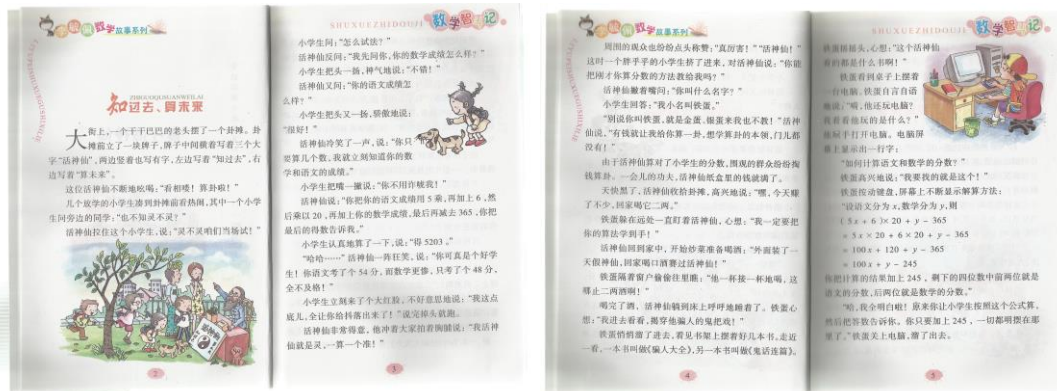 李毓佩数学故事系列
知过去、算未来
ZHIGUOQUSUANWEILAI
大街上,一个干干巴巴的老头摆了一个卦摊。卦
摊前立了一块牌子,牌子中间横着写着三个大
字“活神仙”,两边竖着也写有字,左边写着“知过去”,右
边写着“算未来”。
这位活神仙不断地吆喝:“看相喽!算卦啦!”
几个放学的小学生凑到卦摊前看热闹,其中一个小学
生问旁边的同学:“也不知灵不灵?”
活神仙拉住这个小学生,说:“灵不灵咱们当场试!”
2
SHUXUEZHIDOUJI
数学智斗记
小学生问:“怎么试法?”
活神仙反问:“我先问你,你的数学成绩怎么样?”
小学生把头一扬,神气地说:“不错!”
活神仙又问:“你的语文成绩怎
么样?”
小学生把头又一扬,骄傲地说:
“很好!”
活神仙冷笑了一声,说:“你只
要算几个数,我就立刻知道你的数
学和语文的成绩。”
小学生把嘴一撇说:“你不用诈唬我!”
活神仙说:“你把你的语文成绩用 5 乘,再加上 6,然
后乘以 20,再加上你的数学成绩,最后再减去 365,你把
最后的得数告诉我。”
小学生认真地算了一下,说:“得 5203。”
“哈哈……”活神仙一阵狂笑,说:“你可真是个好学
生!你语文考了个 54 分,而数学更惨,只考了个 48 分,
全不及格!”
小学生立刻来了个大红脸,不好意思地说:“我这点
底儿,全让你给抖落出来了!”说完掉头就跑。
活神仙非常得意,他冲着大家拍着胸脯说:“我活神
仙就是灵,一算一个准!”
3
李毓佩数学故事系列
周围的观众也纷纷点头称赞:“真厉害!”“活神仙!”
这时一个胖乎乎的小学生挤了进来,对活神仙说:“你能
把刚才你算分数的方法教给我吗?”
活神仙撇着嘴问:“你叫什么名字?”
小学生回答:“我小名叫铁蛋。”
“别说你叫铁蛋,就是金蛋、银蛋来我也不教!”活神
仙说,“有钱就让我给你算一卦,想学算卦的本领,门儿都
没有!”
由于活神仙算对了小学生的分数,围观的群众纷纷掏
钱算卦。一会儿的功夫,活神仙纸盒里的钱就满了。
天快黑了,活神仙收拾卦摊,高兴地说:“嘿,今天赚
了不少,回家喝它二两。”
铁蛋躲在远处一直盯着活神仙,心想:“我一定要把
你的算法学到手!”
活神仙回到家中,开始炒菜准备喝酒:“外面装了一
天假神仙,回家喝口酒赛过活神仙!”
铁蛋隔着窗户偷偷往里瞧:“他一杯接一杯地喝,这
哪止二两酒啊!”
喝完了酒,活神仙躺到床上呼呼地睡着了。铁蛋心
想:“我进去看看,揭穿他骗人的鬼把戏!”
铁蛋悄悄溜了进去,看见书架上摆着好几本书,走近
一看,一本书叫做《骗人大全》,另一本书叫做《鬼话连篇》。
4
SHUXUEZHIDOUJI
数学智斗记
铁蛋摇摇头,心想:“这个活神仙
看的都是什么书啊!”
铁蛋看到桌子上摆着
一台电脑,铁蛋自言自语
地说:“嗬,他还玩电脑?
我看看他玩的是什么?”
随手打开电脑。电脑屏
幕上显示出一行字:
“如何计算语文和数学的分数?”
铁蛋高兴地说:“我要找的就是这个!”
铁蛋按动键盘,屏幕上不断显示解算方法:
“设语文分为 x,数学分为 y,则
(5x + 6)× 20 + y - 365
= 5x × 20 + 6 × 20 + y - 365
= 100x + 120 + y - 365
= 100x + y - 245
你把计算的结果加上 245,剩下的四位数中前两位就是
语文的分数,后两位就是数学的分数。”
“哈,我全明白啦!原来你让小学生按照这个公式算,
然后把答数告诉你。你只要加上 245,一切都明摆在那
里了。”铁蛋关上电脑,溜了出去。
5